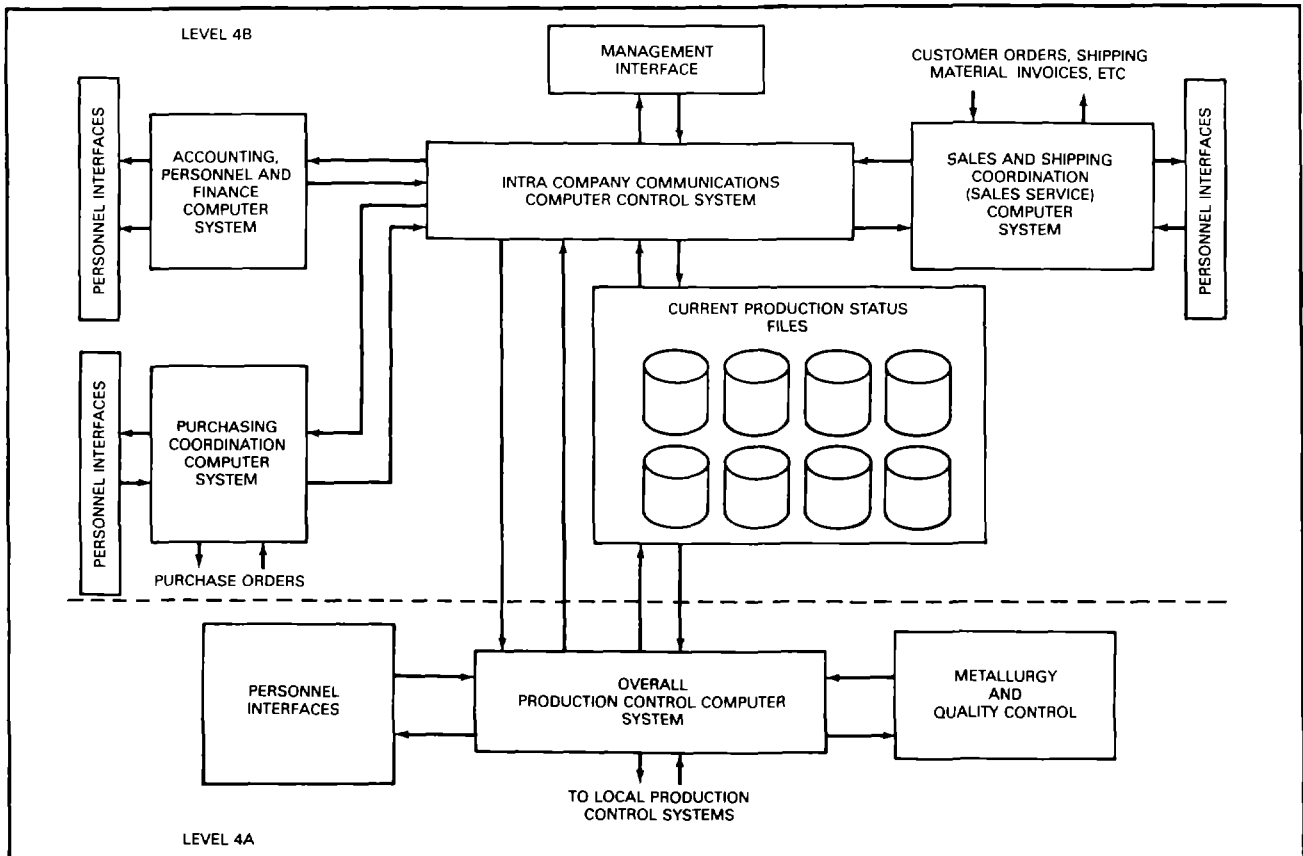 LEVEL 4B
MANAGEMENT
INTERFACE
CUSTOMER ORDERS, SHIPPING
MATERIAL INVOICES, ETC
PERSONNEL INTERFACES
ACCOUNTING,
PERSONNEL AND
FINANCE
COMPUTER
SYSTEM
INTRA COMPANY COMMUNICATIONS
COMPUTER CONTROL SYSTEM
SALES AND SHIPPING
COORDINATION
(SALES SERVICE)
COMPUTER
SYSTEM
PERSONNEL INTERFACES
CURRENT PRODUCTION STATUS
FILES
PERSONNEL INTERFACES
PURCHASING
COORDINATION
COMPUTER
SYSTEM
PURCHASE ORDERS
PERSONNEL
INTERFACES
OVERALL
PRODUCTION CONTROL COMPUTER
SYSTEM
METALLURGY
AND
QUALITY CONTROL
TO LOCAL PRODUCTION
CONTROL SYSTEMS
LEVEL 4A